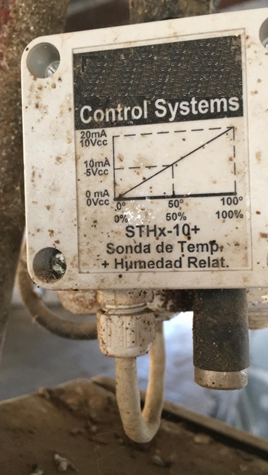 Control Systems
20mA
10Vcc
10mA
-5Vcc
0 mA
0Vcc
0° 50° 100°
0% 50% 100%
STHx-10+
Sonda de Temp.
+ Humedad Relat.